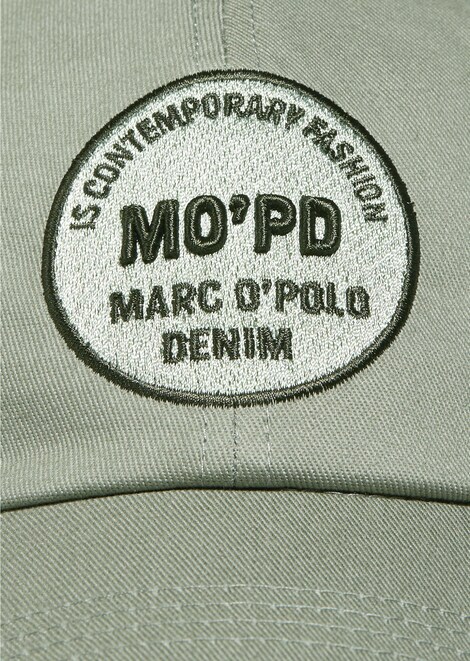 IS CONTEMPORARY FASHION
MO'PD
MARC O'POLO
DENIM